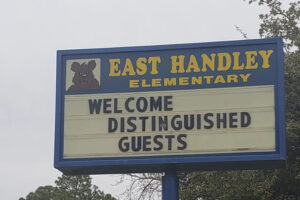 EAST HANDLEY
ELEMENTARY
WELCOME
DISTINGUISHED
GUESTS